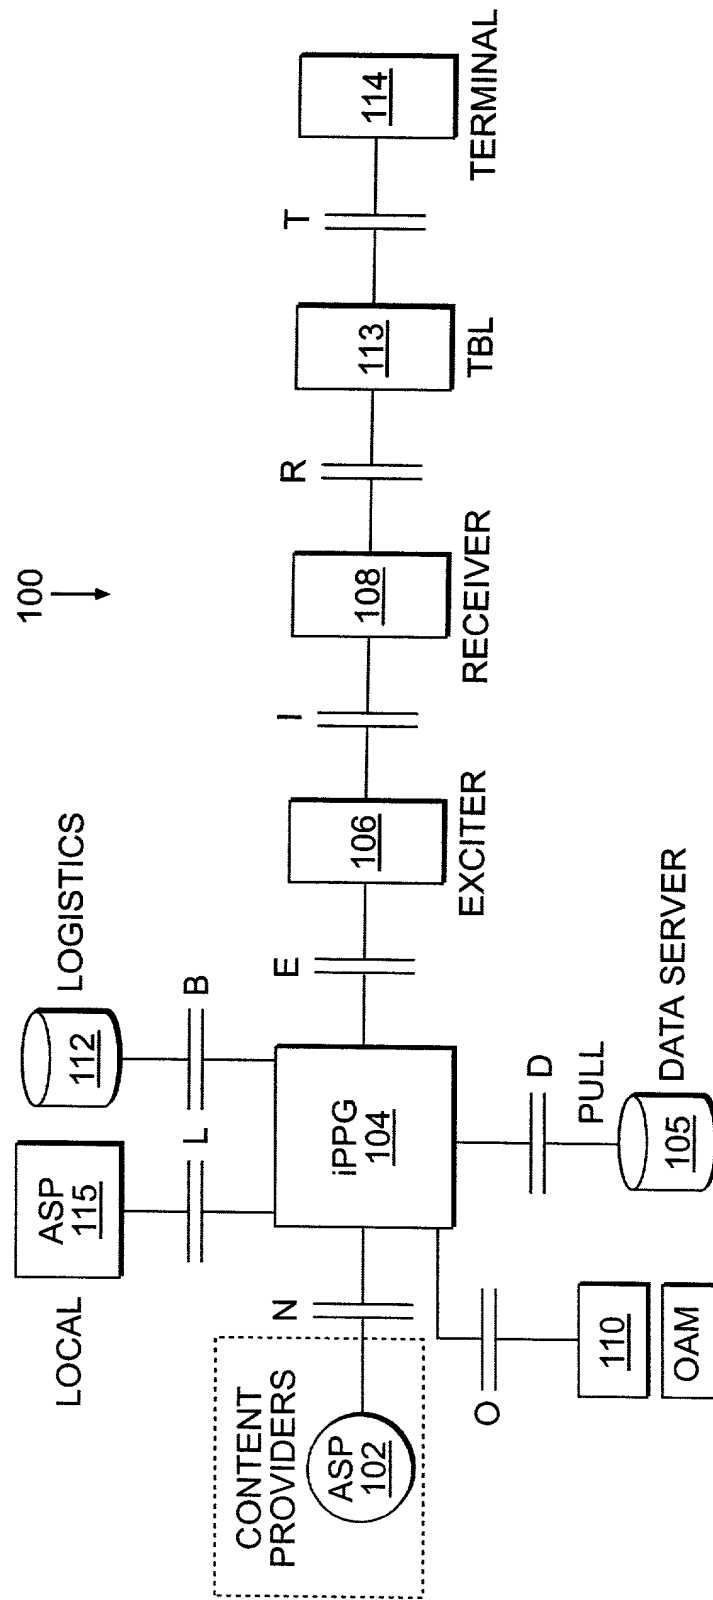 100
LOCAL
ASP
115
L
LOGISTICS
112
B
CONTENT
PROVIDERS
ASP
102
N
iPPG
104
E
106
EXCITER
I
108
RECEIVER
R
113
TBL
T
114
TERMINAL
O
110
OAM
D
PULL
105
DATA SERVER